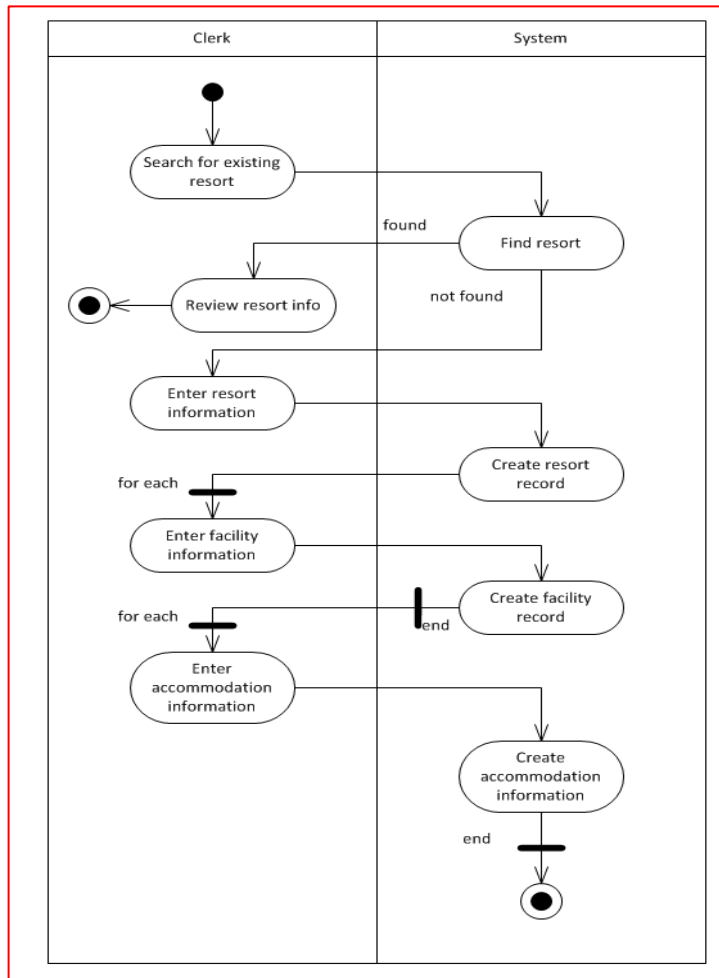 Clerk
System
Search for existing
resort
found
Find resort
Review resort info
not found
Enter resort
information
Create resort
record
for each
Enter facility
information
Create facility
record
for each
end
Enter
accommodation
information
Create
accommodation
information
end